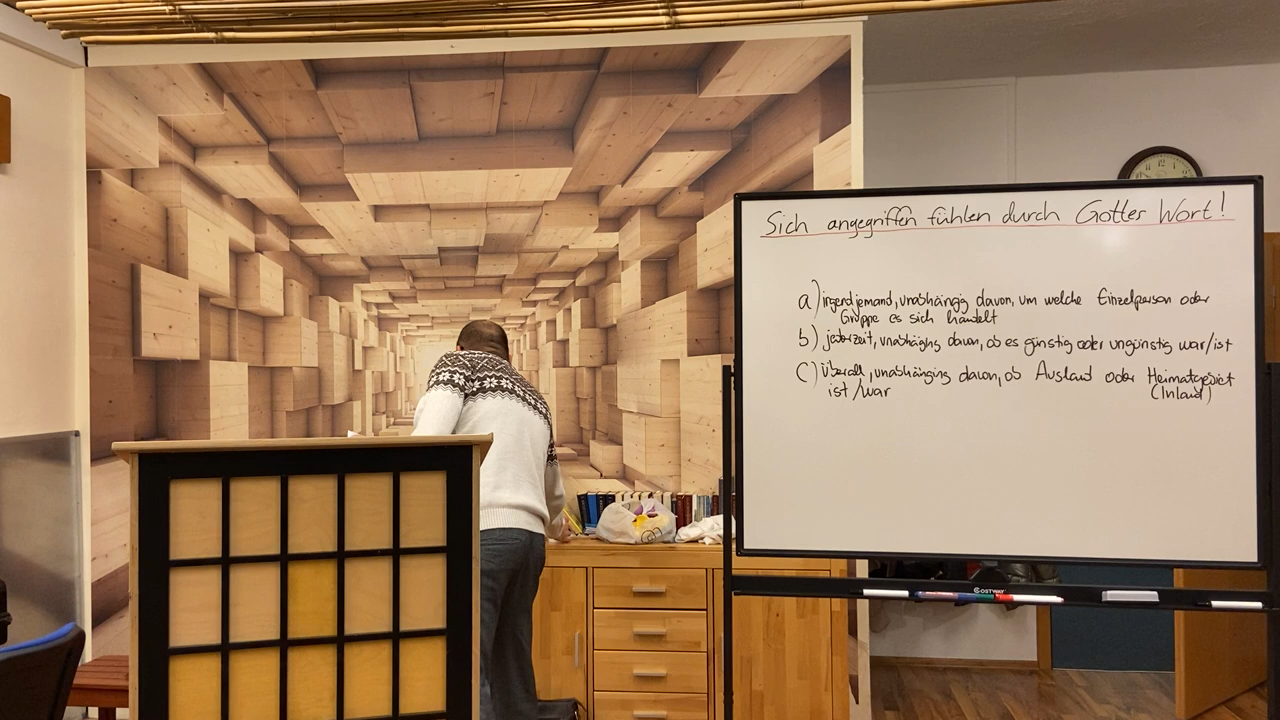 Sich angegriffen fühlen durch Gottes Wort!
a) irgendjemand, unabhängig davon, um welche Einzelperson oder
Gruppe es sich handelt
b) jederzeit, unabhängig davon, ob es günstig oder ungünstig war/ist
c) überall, unabhänging davon, ob Ausland oder Heimatgebiet
ist/war (Inland)
COSTWAY